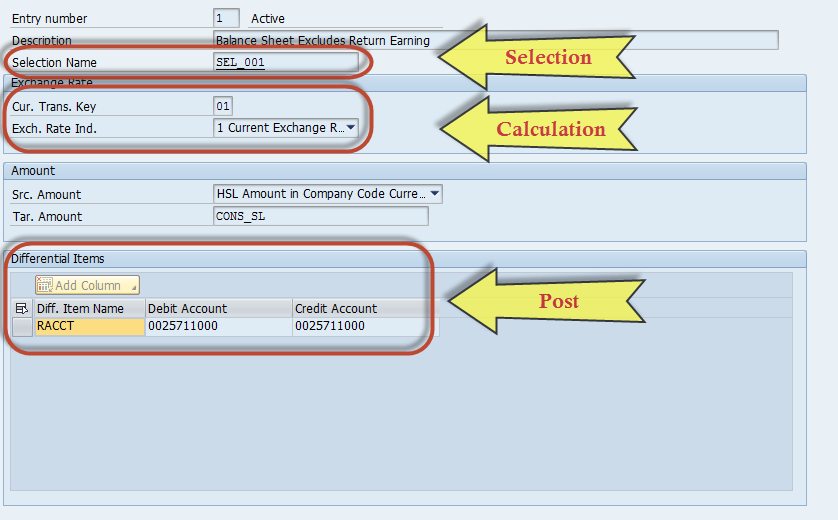 Entry number 1 Active
Description Balance Sheet Excludes Return Earning
Selection Name SEL_001
Selection
Exchange Rate
Cur. Trans. Key 01
Exch. Rate Ind. 1 Current Exchange R...
Calculation
Amount
Src. Amount HSL Amount in Company Code Curre...
Tar. Amount CONS_SL
Differential Items
Add Column
Post
Diff. Item Name Debit Account Credit Account
RACCT 0025711000 0025711000